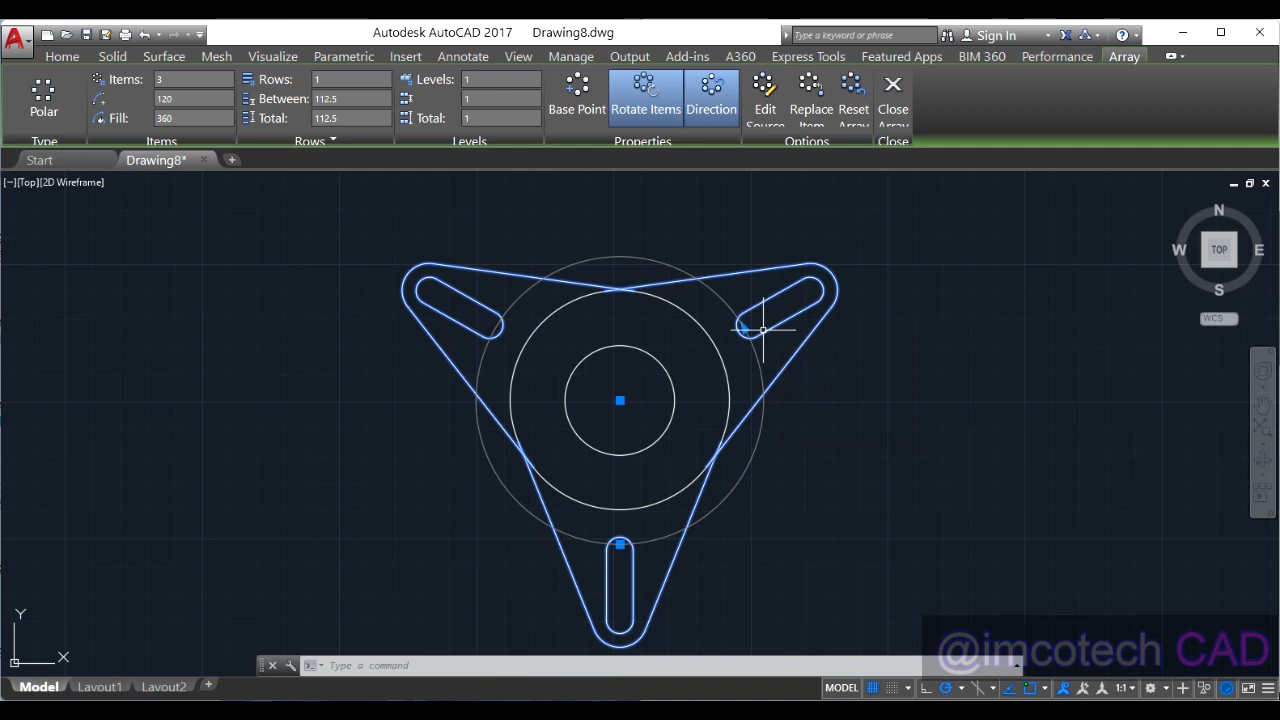 Autodesk AutoCAD 2017 Drawing8.dwg
Type a keyword or phrase
Sign In
Home Solid Surface Mesh Visualize Parametric Insert Annotate View Manage Output Add-ins A360 Express Tools Featured Apps BIM 360 Performance Array
Items: 3 Rows: 1 Levels: 1
120 Between: 112.5 1
Fill: 360 Total: 112.5 Total: 1
Polar
Base Point Rotate Items Direction
Edit Source
Replace Item
Reset Array
Close Array
Type Items Rows Levels Properties Options Close
Start Drawing8* +
[−][Top][2D Wireframe]
N
W TOP E
S
WCS
Y
X
@imcotech CAD
Type a command
Model Layout1 Layout2 +
MODEL 1:1